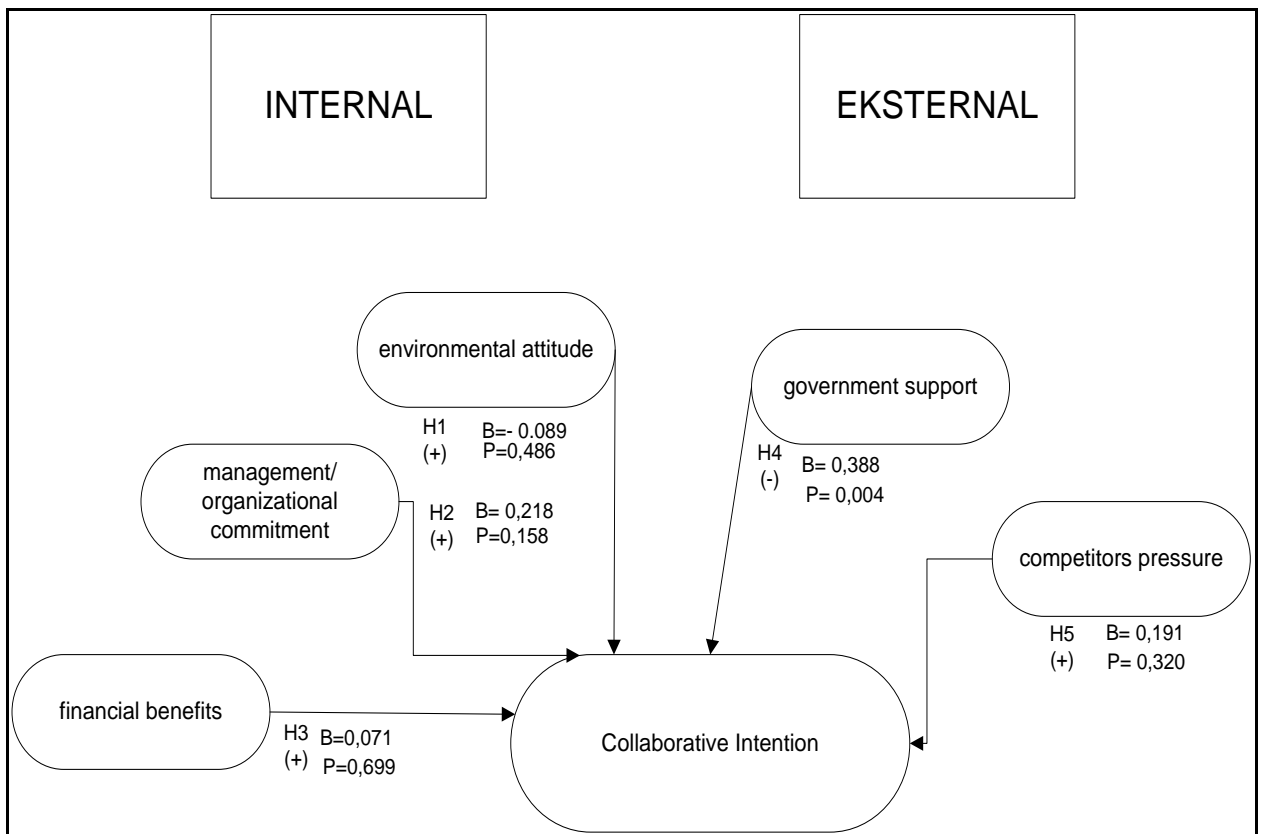 INTERNAL
EKSTERNAL
environmental attitude
H1 B=- 0.089
(+) P=0,486
government support
H4 B= 0,388
(-) P= 0,004
management/
organizational
commitment
H2 B= 0,218
(+) P=0,158
competitors pressure
H5 B= 0,191
(+) P= 0,320
financial benefits
H3 B=0,071
(+) P=0,699
Collaborative Intention